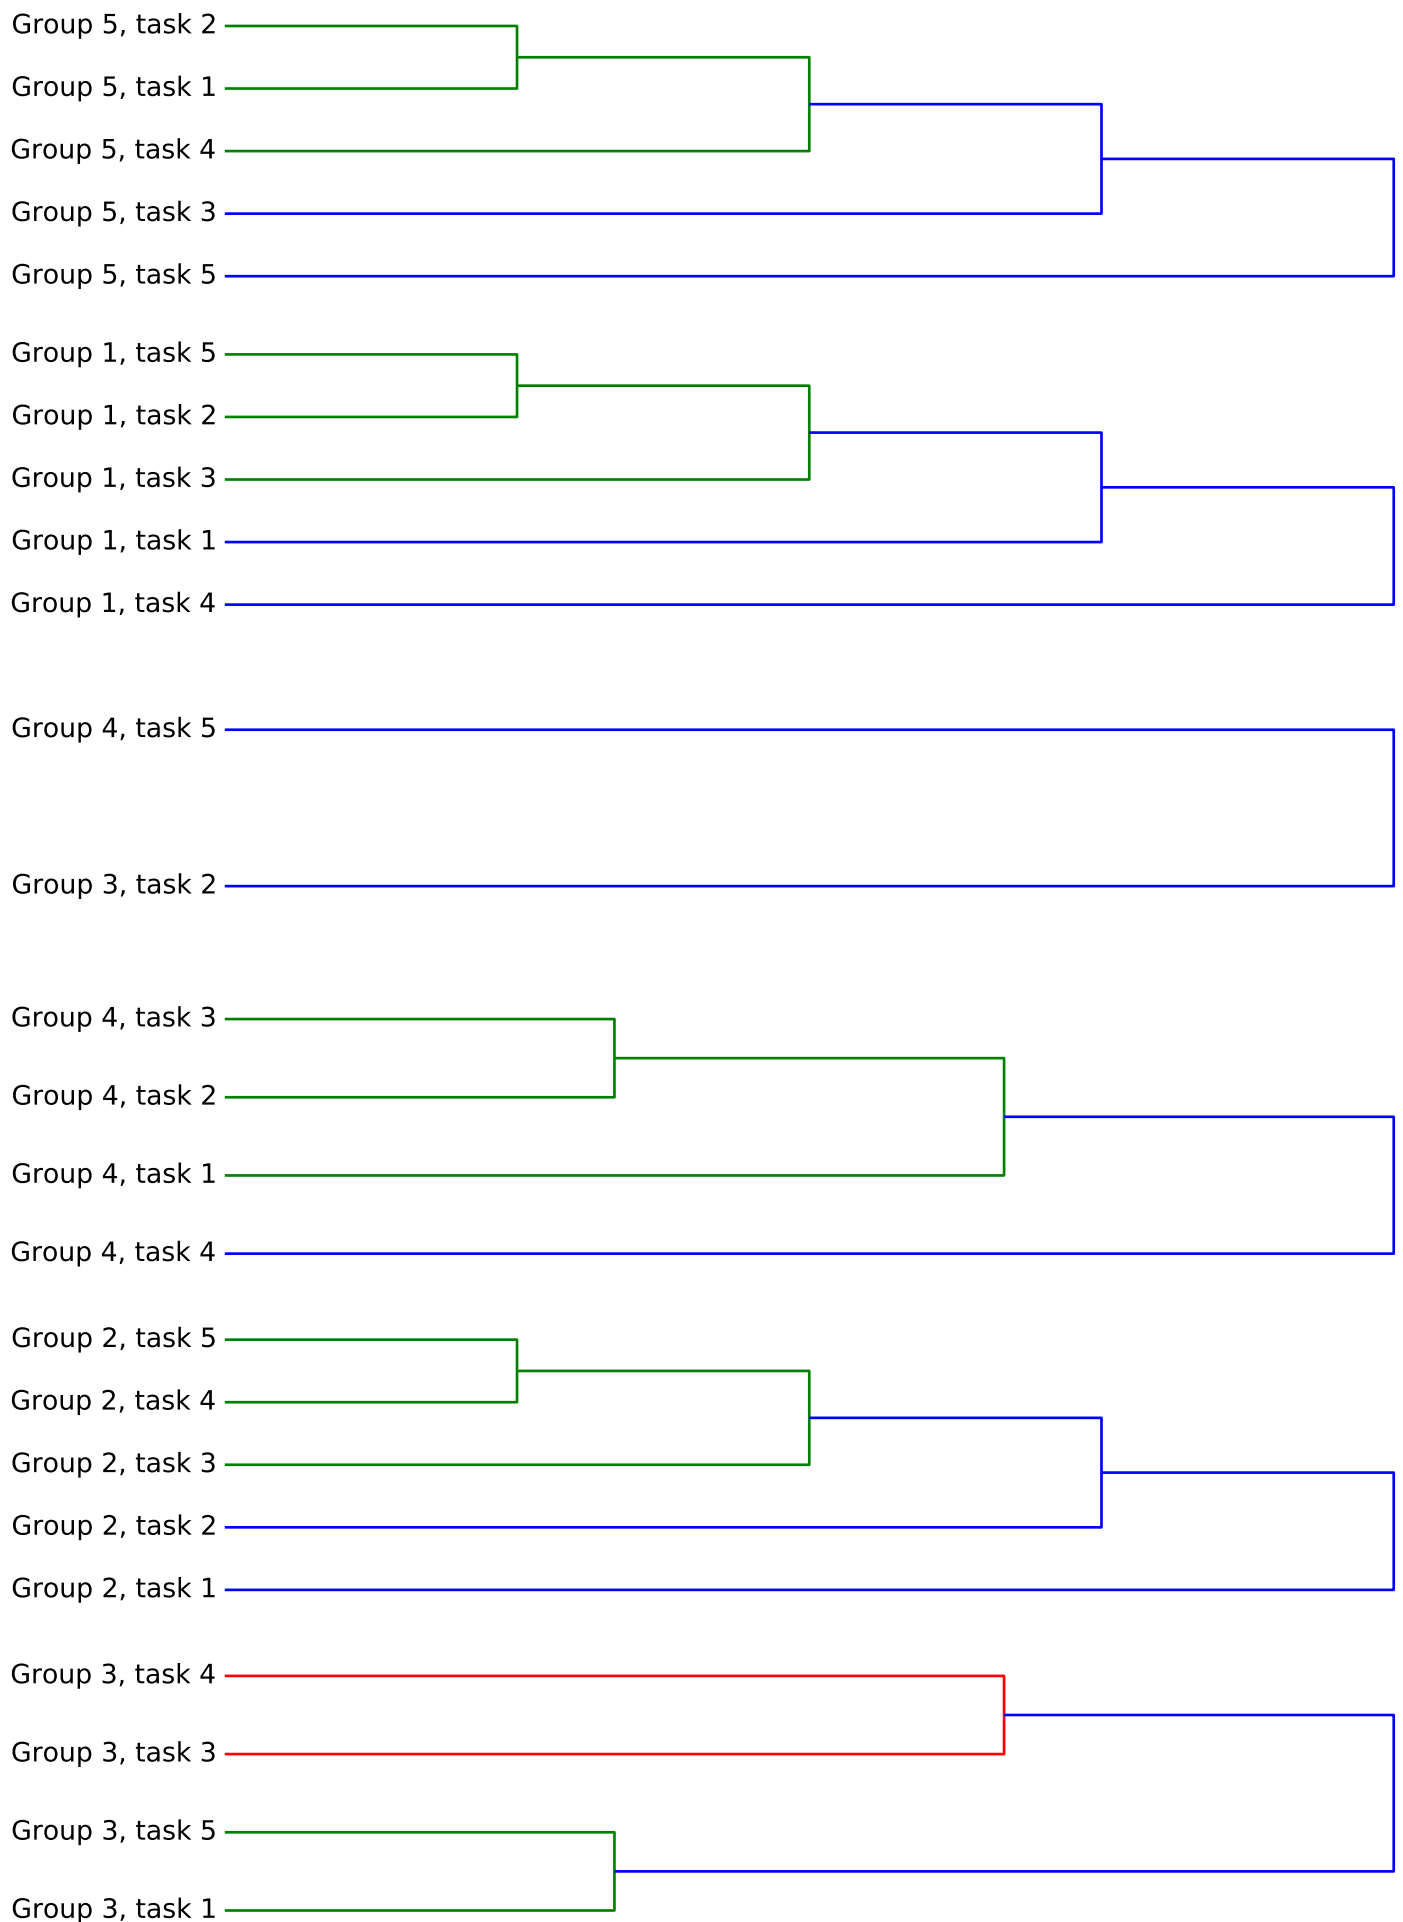 Group 5, task 2
Group 5, task 1
Group 5, task 4
Group 5, task 3
Group 5, task 5
Group 1, task 5
Group 1, task 2
Group 1, task 3
Group 1, task 1
Group 1, task 4
Group 4, task 5
Group 3, task 2
Group 4, task 3
Group 4, task 2
Group 4, task 1
Group 4, task 4
Group 2, task 5
Group 2, task 4
Group 2, task 3
Group 2, task 2
Group 2, task 1
Group 3, task 4
Group 3, task 3
Group 3, task 5
Group 3, task 1